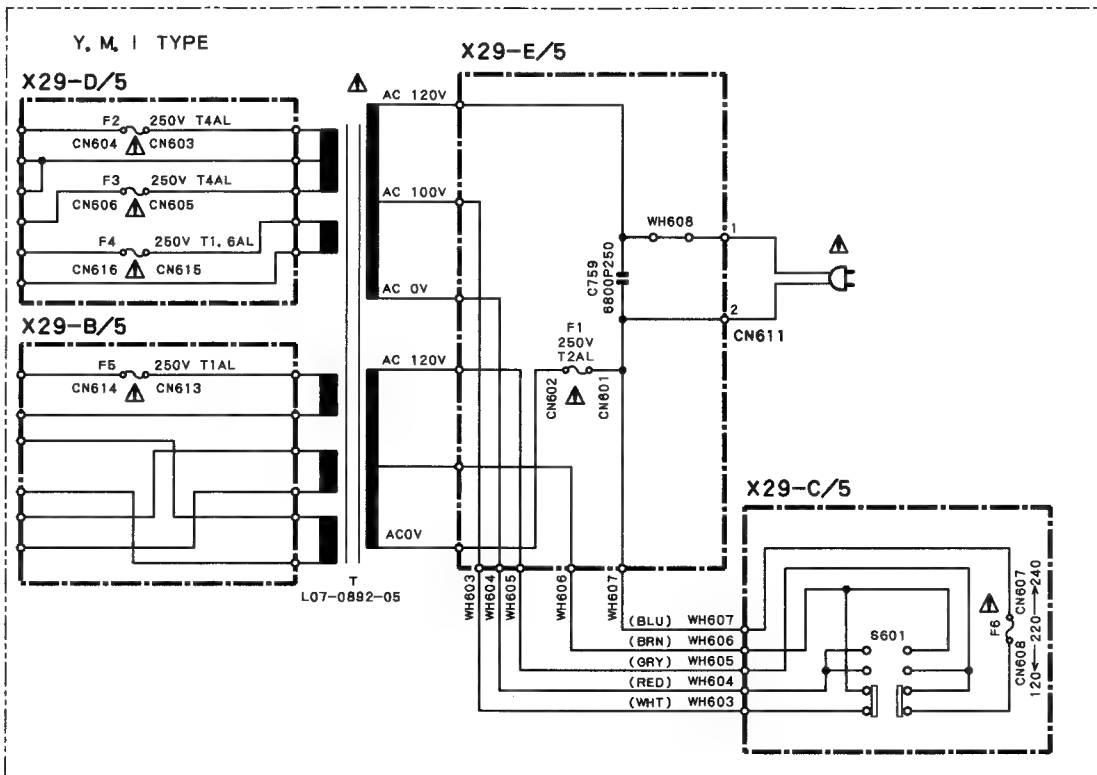 Y. M. I TYPE
X29-D/5
F2 250V T4AL
CN604 CN603
F3 250V T4AL
CN606 CN605
F4 250V T1.6AL
CN616 CN615
X29-B/5
F5 250V T1AL
CN614 CN613
T
L07-0892-05
X29-E/5
AC 120V
AC 100V
AC 0V
AC 120V
AC0V
WH608
1
2
CN611
C759
6800P250
F1
250V
T2AL
CN602
CN601
WH603
WH604
WH605
WH606
WH607
X29-C/5
(BLU) WH607
(BRN) WH606
(GRY) WH605
(RED) WH604
(WHT) WH603
S601
F6
CN607
CN608
120 220 240